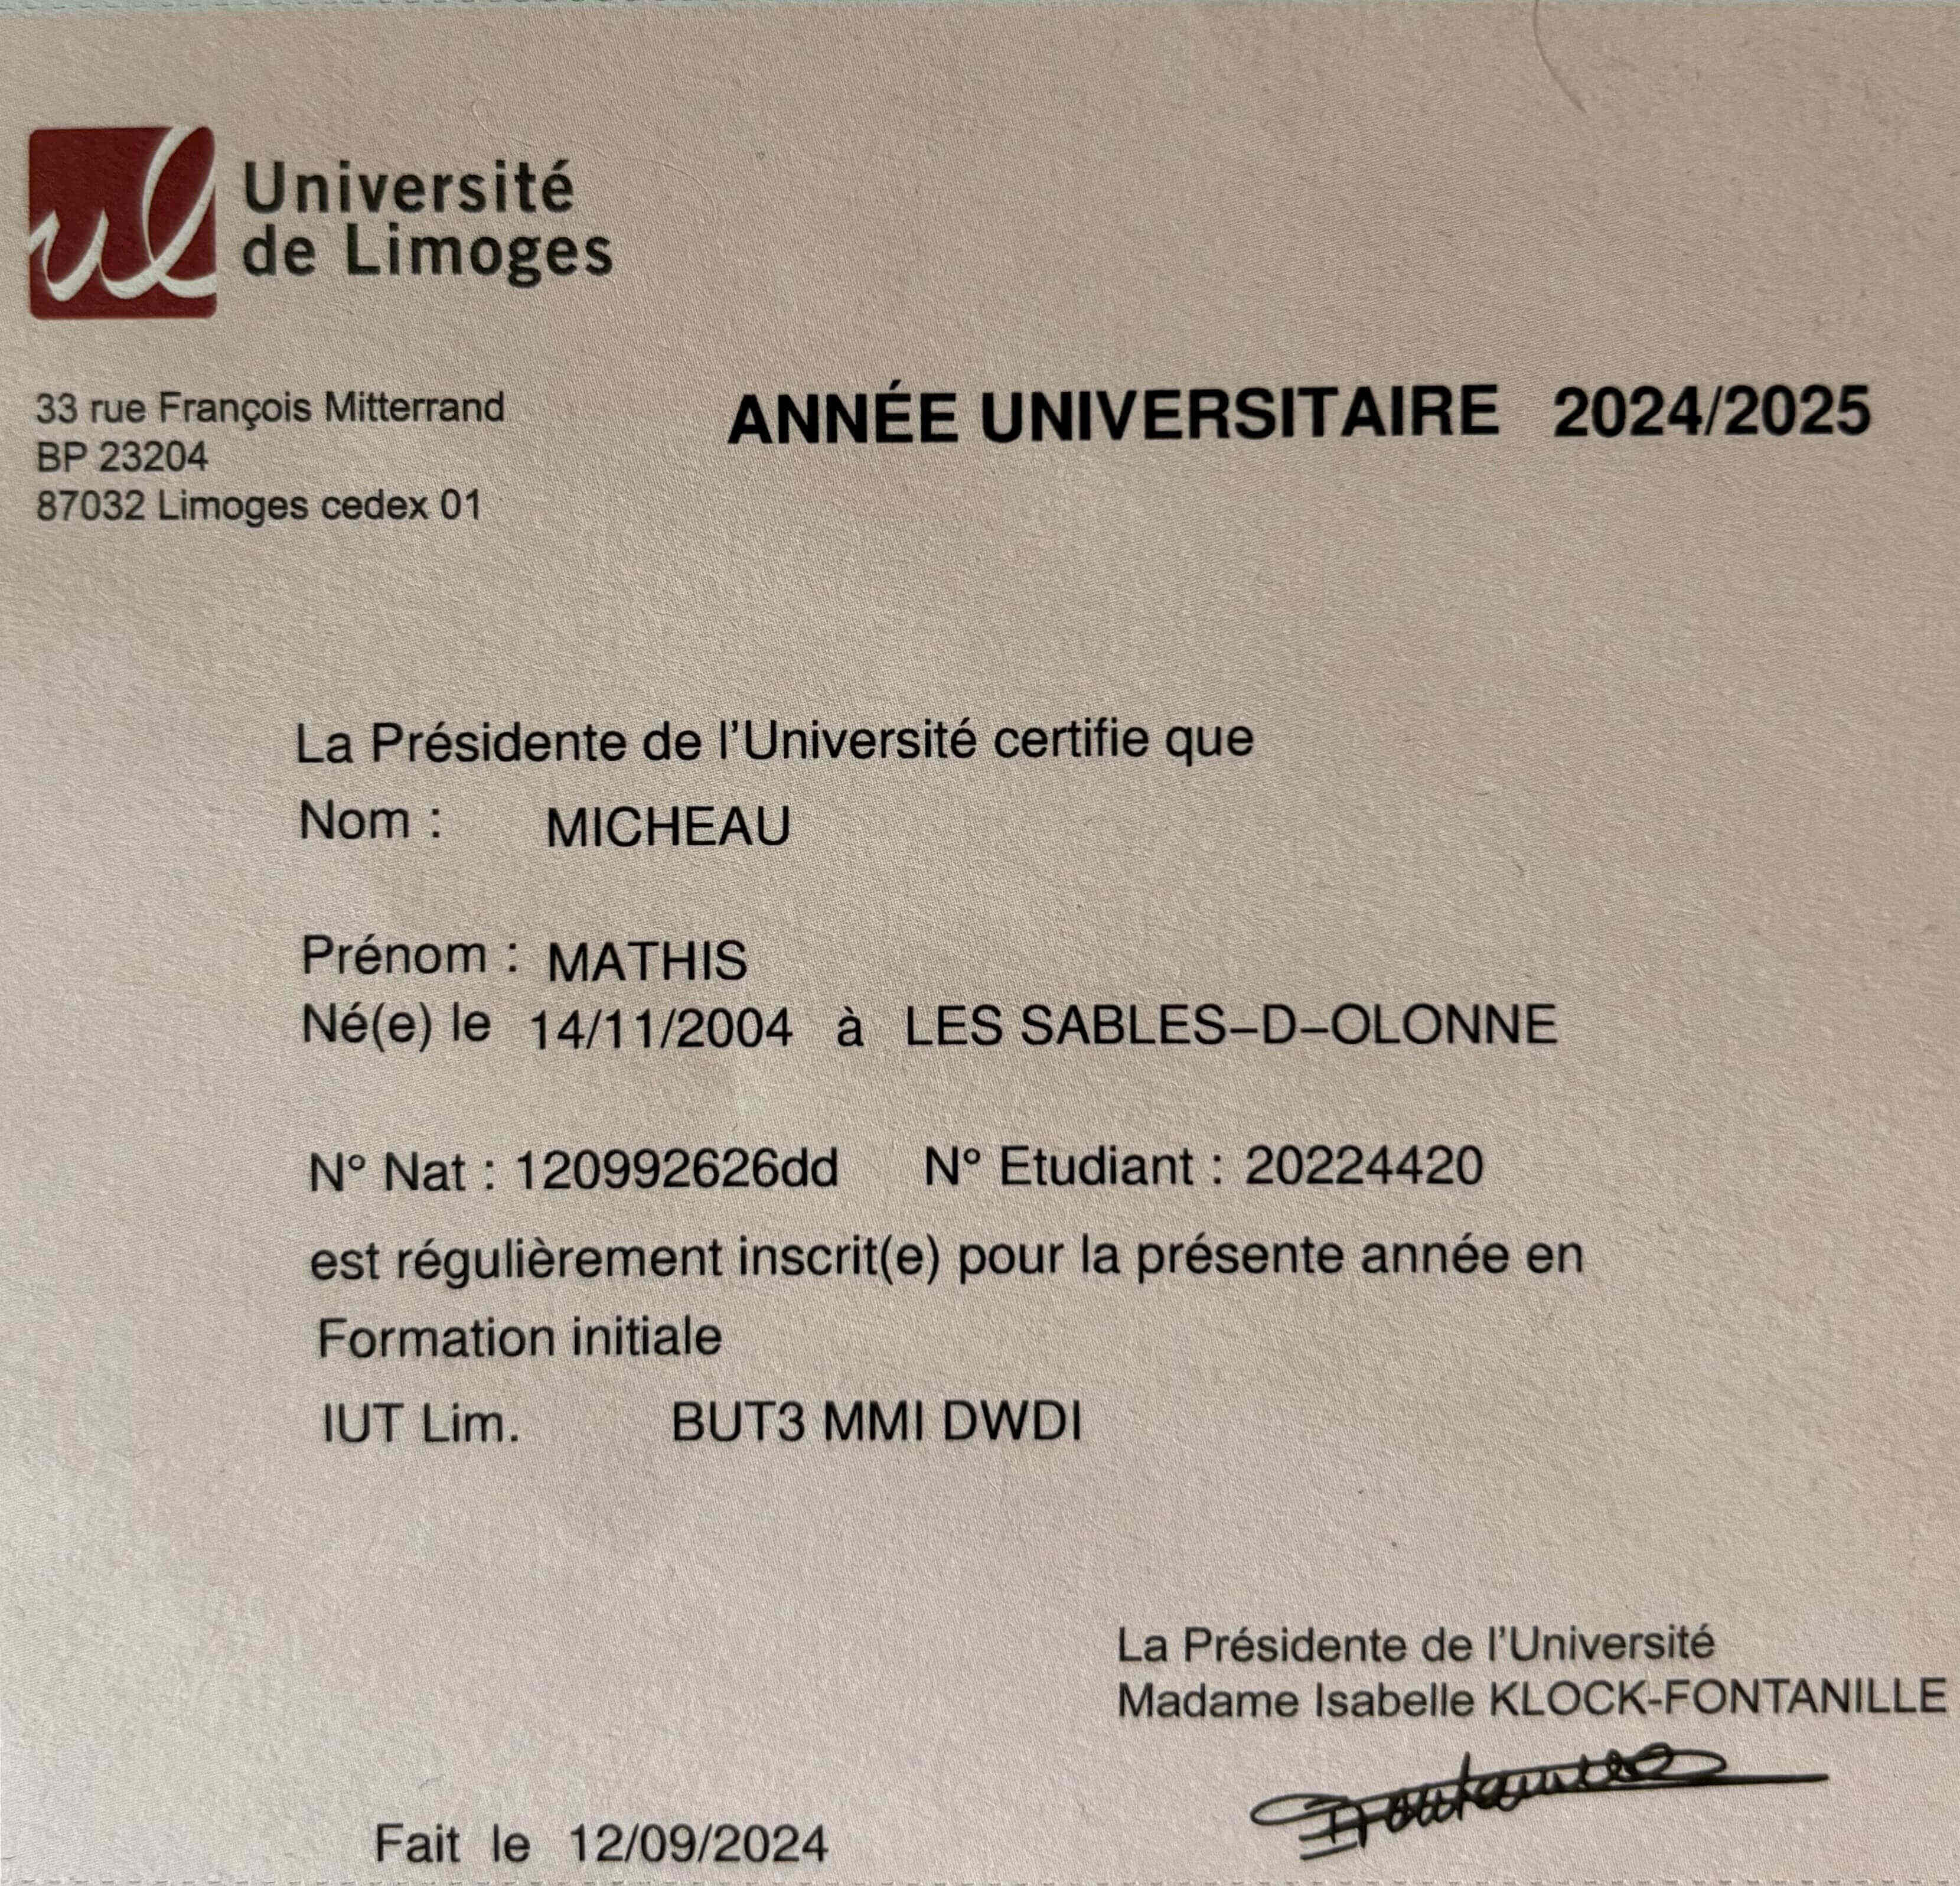 Université
de Limoges
33 rue François Mitterrand
BP 23204
87032 Limoges cedex 01
ANNÉE UNIVERSITAIRE 2024/2025
La Présidente de l'Université certifie que
Nom : MICHEAU
Prénom : MATHIS
Né(e) le 14/11/2004 à LES SABLES–D–OLONNE
N° Nat : 120992626dd N° Etudiant : 20224420
est régulièrement inscrit(e) pour la présente année en
Formation initiale
IUT Lim. BUT3 MMI DWDI
La Présidente de l'Université
Madame Isabelle KLOCK-FONTANILLE
Fait le 12/09/2024